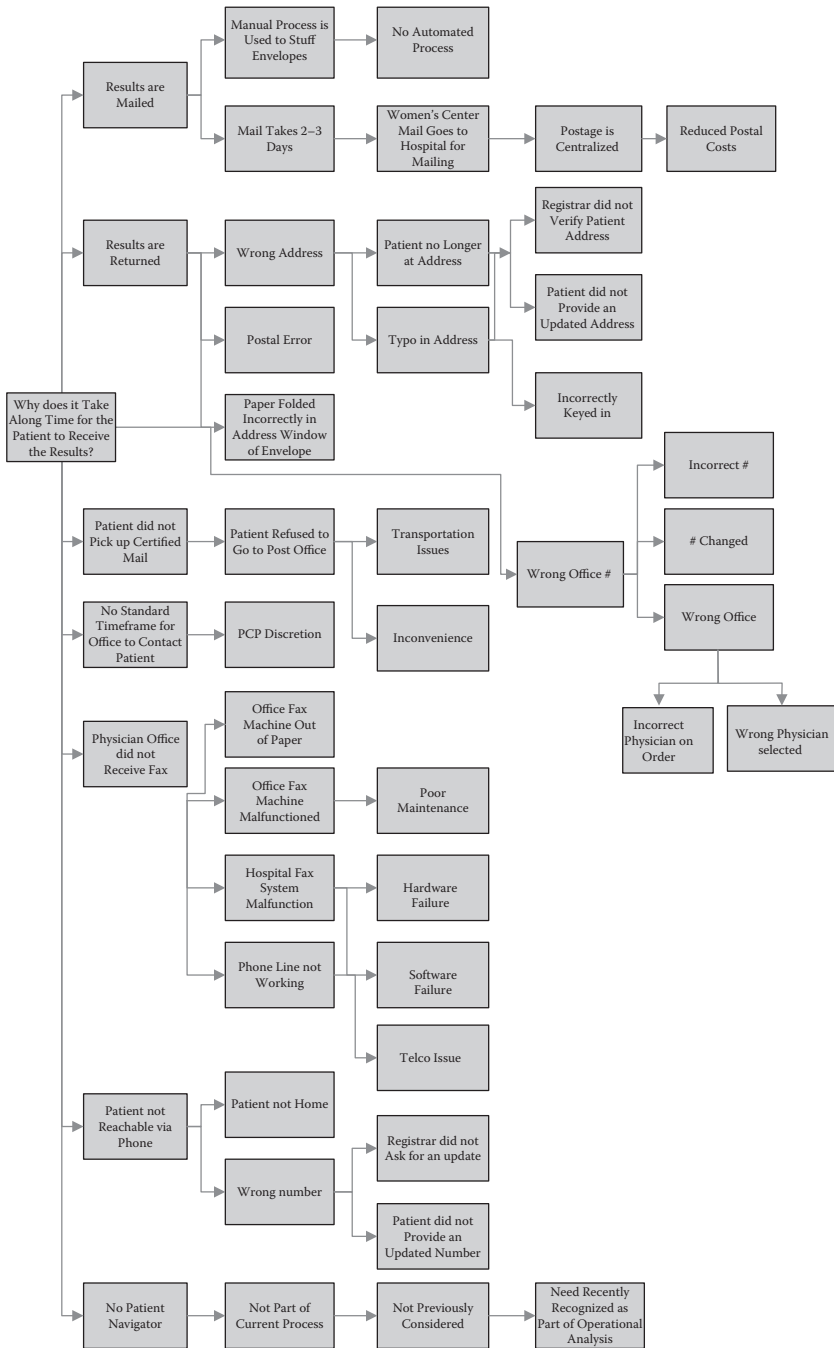 Manual Process is
Used to Stuff
Envelopes
No Automated
Process
Results are
Mailed
Mail Takes 2–3
Days
Women's Center
Mail Goes to
Hospital for
Mailing
Postage is
Centralized
Reduced Postal
Costs
Results are
Returned
Wrong Address
Patient no Longer
at Address
Registrar did not
Verify Patient
Address
Patient did not
Provide an
Updated Address
Postal Error
Typo in Address
Incorrectly
Keyed in
Paper Folded
Incorrectly in
Address Window
of Envelope
Why does it Take
Along Time for the
Patient to Receive
the Results?
Incorrect #
Patient did not
Pick up Certified
Mail
Patient Refused to
Go to Post Office
Transportation
Issues
Inconvenience
Wrong Office #
# Changed
Wrong Office
Incorrect
Physician on
Order
Wrong Physician
selected
No Standard
Timeframe for
Office to Contact
Patient
PCP Discretion
Physician Office
did not
Receive Fax
Office Fax
Machine Out
of Paper
Office Fax
Machine
Malfunctioned
Poor
Maintenance
Hospital Fax
System
Malfunction
Hardware
Failure
Phone Line not
Working
Software
Failure
Telco Issue
Patient not
Reachable via
Phone
Patient not Home
Wrong number
Registrar did not
Ask for an update
Patient did not
Provide an
Updated Number
No Patient
Navigator
Not Part of
Current Process
Not Previously
Considered
Need Recently
Recognized as
Part of Operational
Analysis